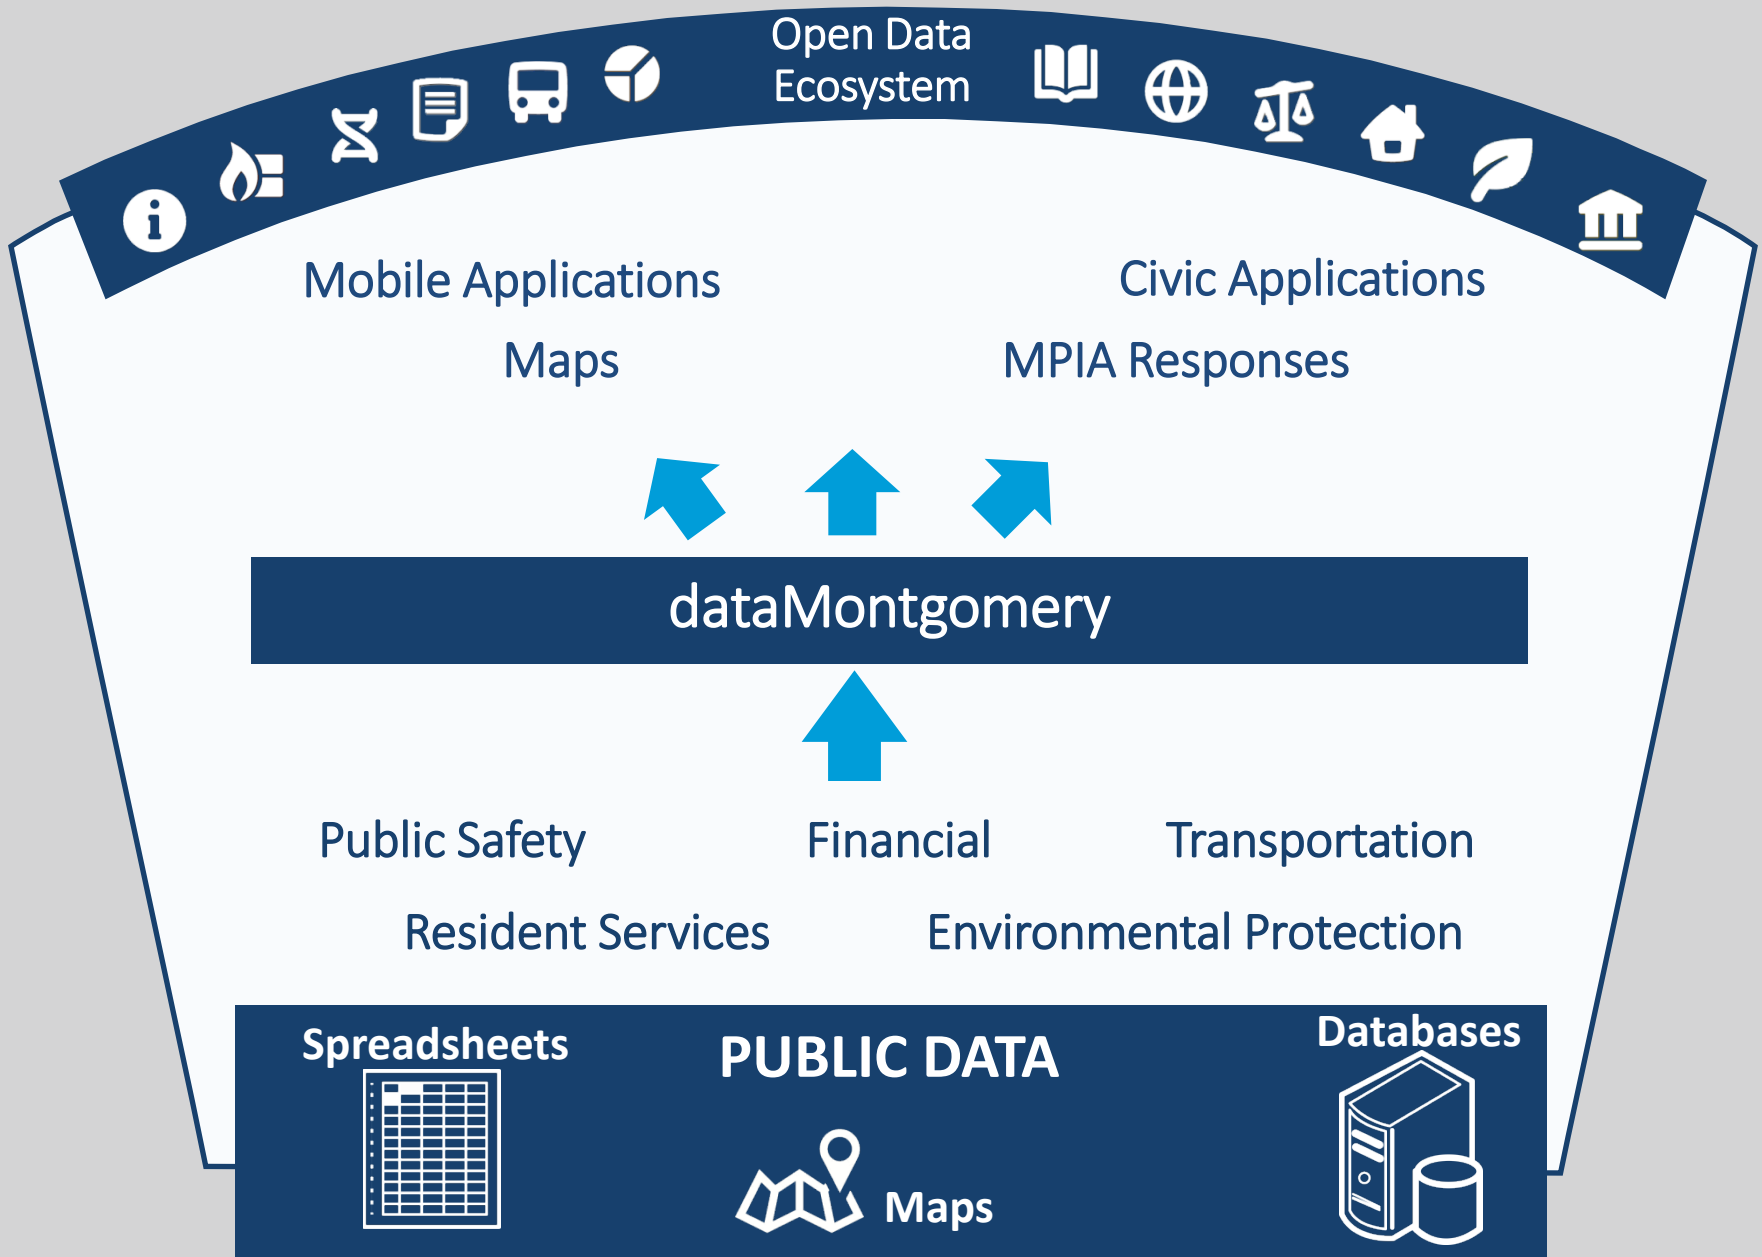 Open Data
Ecosystem
Mobile Applications
Civic Applications
Maps
MPIA Responses
dataMontgomery
Public Safety
Financial
Transportation
Resident Services
Environmental Protection
Spreadsheets
PUBLIC DATA
Databases
Maps